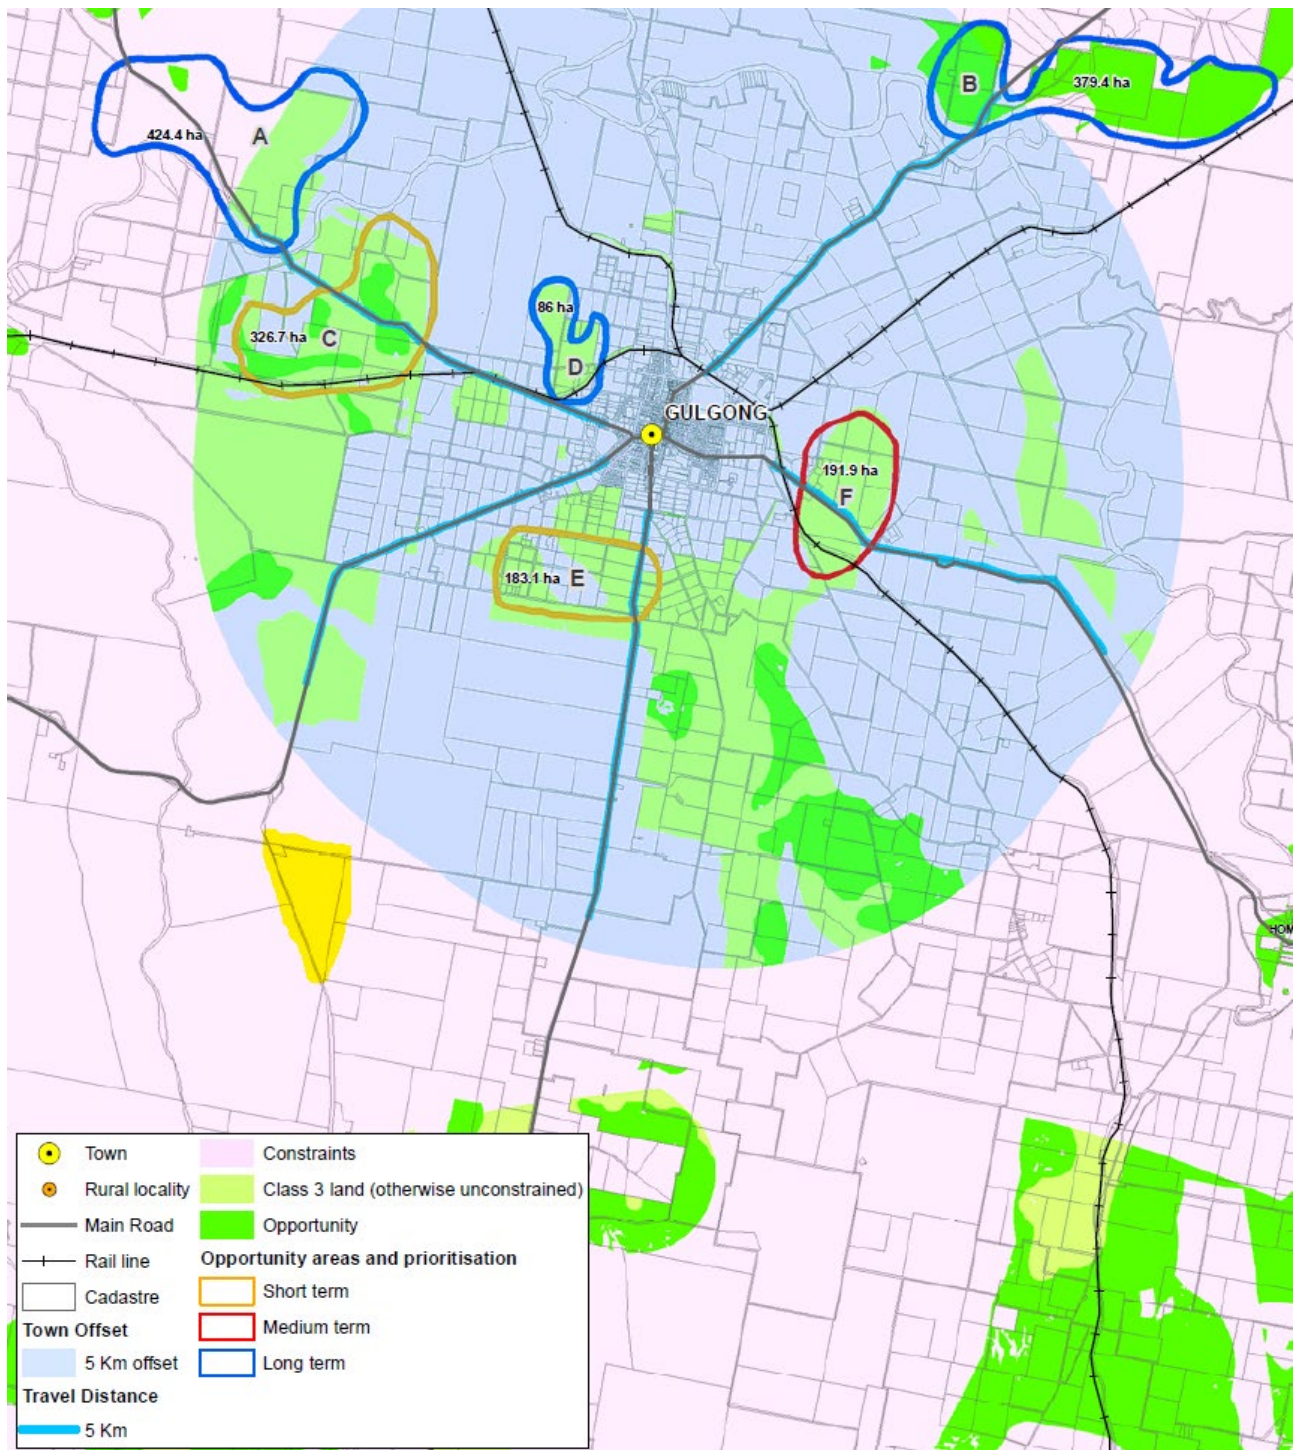 B
379.4 ha
A
424.4 ha
86 ha
326.7 ha
C
D
GULGONG
191.9 ha
F
183.1 ha
E
HOM
Town
Rural locality
Main Road
Rail line
Cadastre
Town Offset
5 Km offset
Travel Distance
5 Km
Constraints
Class 3 land (otherwise unconstrained)
Opportunity
Opportunity areas and prioritisation
Short term
Medium term
Long term